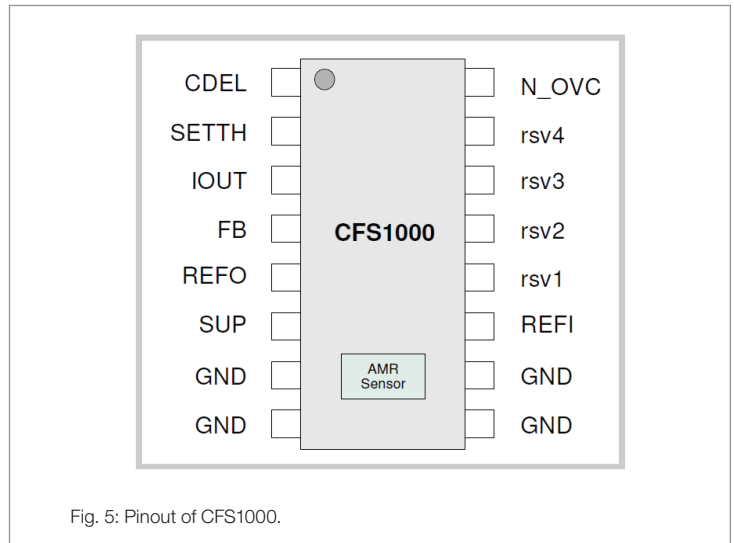 CDEL N_OVC
SETTH rsv4
IOUT rsv3
FB CFS1000 rsv2
REFO rsv1
SUP REFI
GND AMR Sensor GND
GND GND
Fig. 5: Pinout of CFS1000.